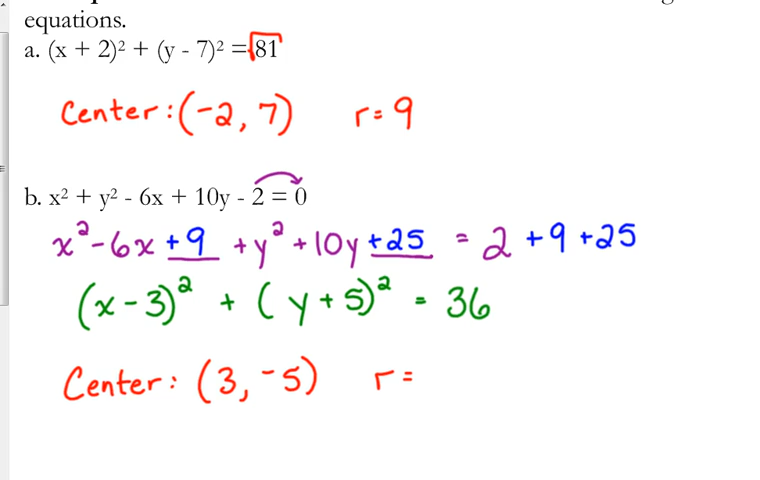 equations.
a. (x + 2)² + (y - 7)² = √81
Center: (-2, 7) r = 9
b. x² + y² - 6x + 10y - 2 = 0
x² - 6x + 9 + y² + 10y + 25 = 2 + 9 + 25
(x - 3)² + (y + 5)² = 36
Center: (3, -5) r =